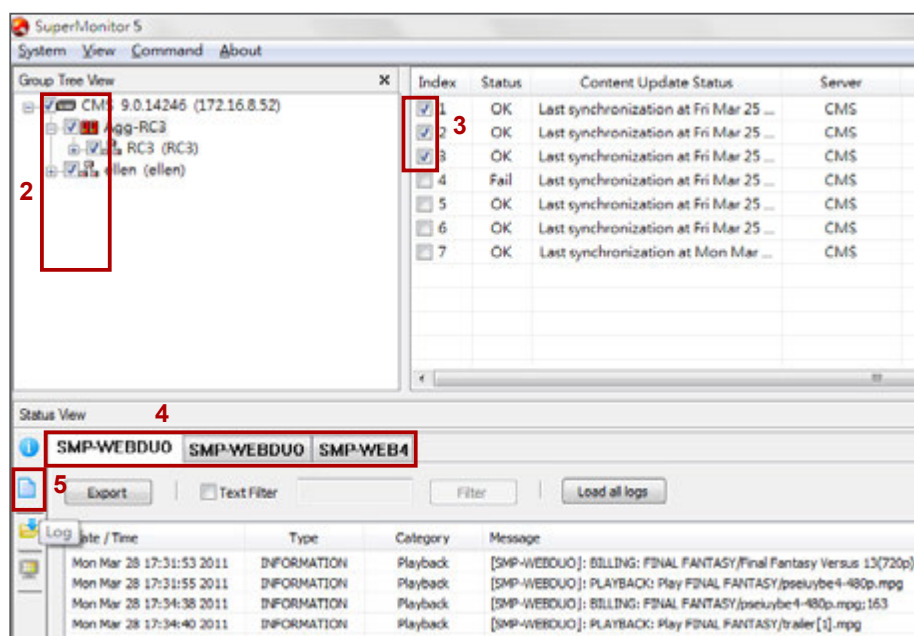 SuperMonitor 5
System View Command About
Group Tree View x
CMS 9.0.14246 (172.16.8.52)
Agg-RC3
RC3 (RC3)
ellen (ellen)
2
Index Status Content Update Status Server
1 OK Last synchronization at Fri Mar 25 ... CMS
2 OK Last synchronization at Fri Mar 25 ... CMS
3 OK Last synchronization at Fri Mar 25 ... CMS
4 Fail Last synchronization at Fri Mar 25 ... CMS
5 OK Last synchronization at Fri Mar 25 ... CMS
6 OK Last synchronization at Fri Mar 25 ... CMS
7 OK Last synchronization at Mon Mar ... CMS
3
Status View 4
SMP-WEBDUO SMP-WEBDUO SMP-WEB4
5 Export Text Filter Filter Load all logs
Log
Date / Time Type Category Message
Mon Mar 28 17:31:53 2011 INFORMATION Playback [SMP-WEBDUO]: BILLING: FINAL FANTASY/Final Fantasy Versus 13(720p)
Mon Mar 28 17:31:55 2011 INFORMATION Playback [SMP-WEBDUO]: PLAYBACK: Play FINAL FANTASY/pseiuybe4-480p.mpg
Mon Mar 28 17:34:38 2011 INFORMATION Playback [SMP-WEBDUO]: BILLING: FINAL FANTASY/pseiuybe4-480p.mpg;163
Mon Mar 28 17:34:40 2011 INFORMATION Playback [SMP-WEBDUO]: PLAYBACK: Play FINAL FANTASY/trailer[1].mpg